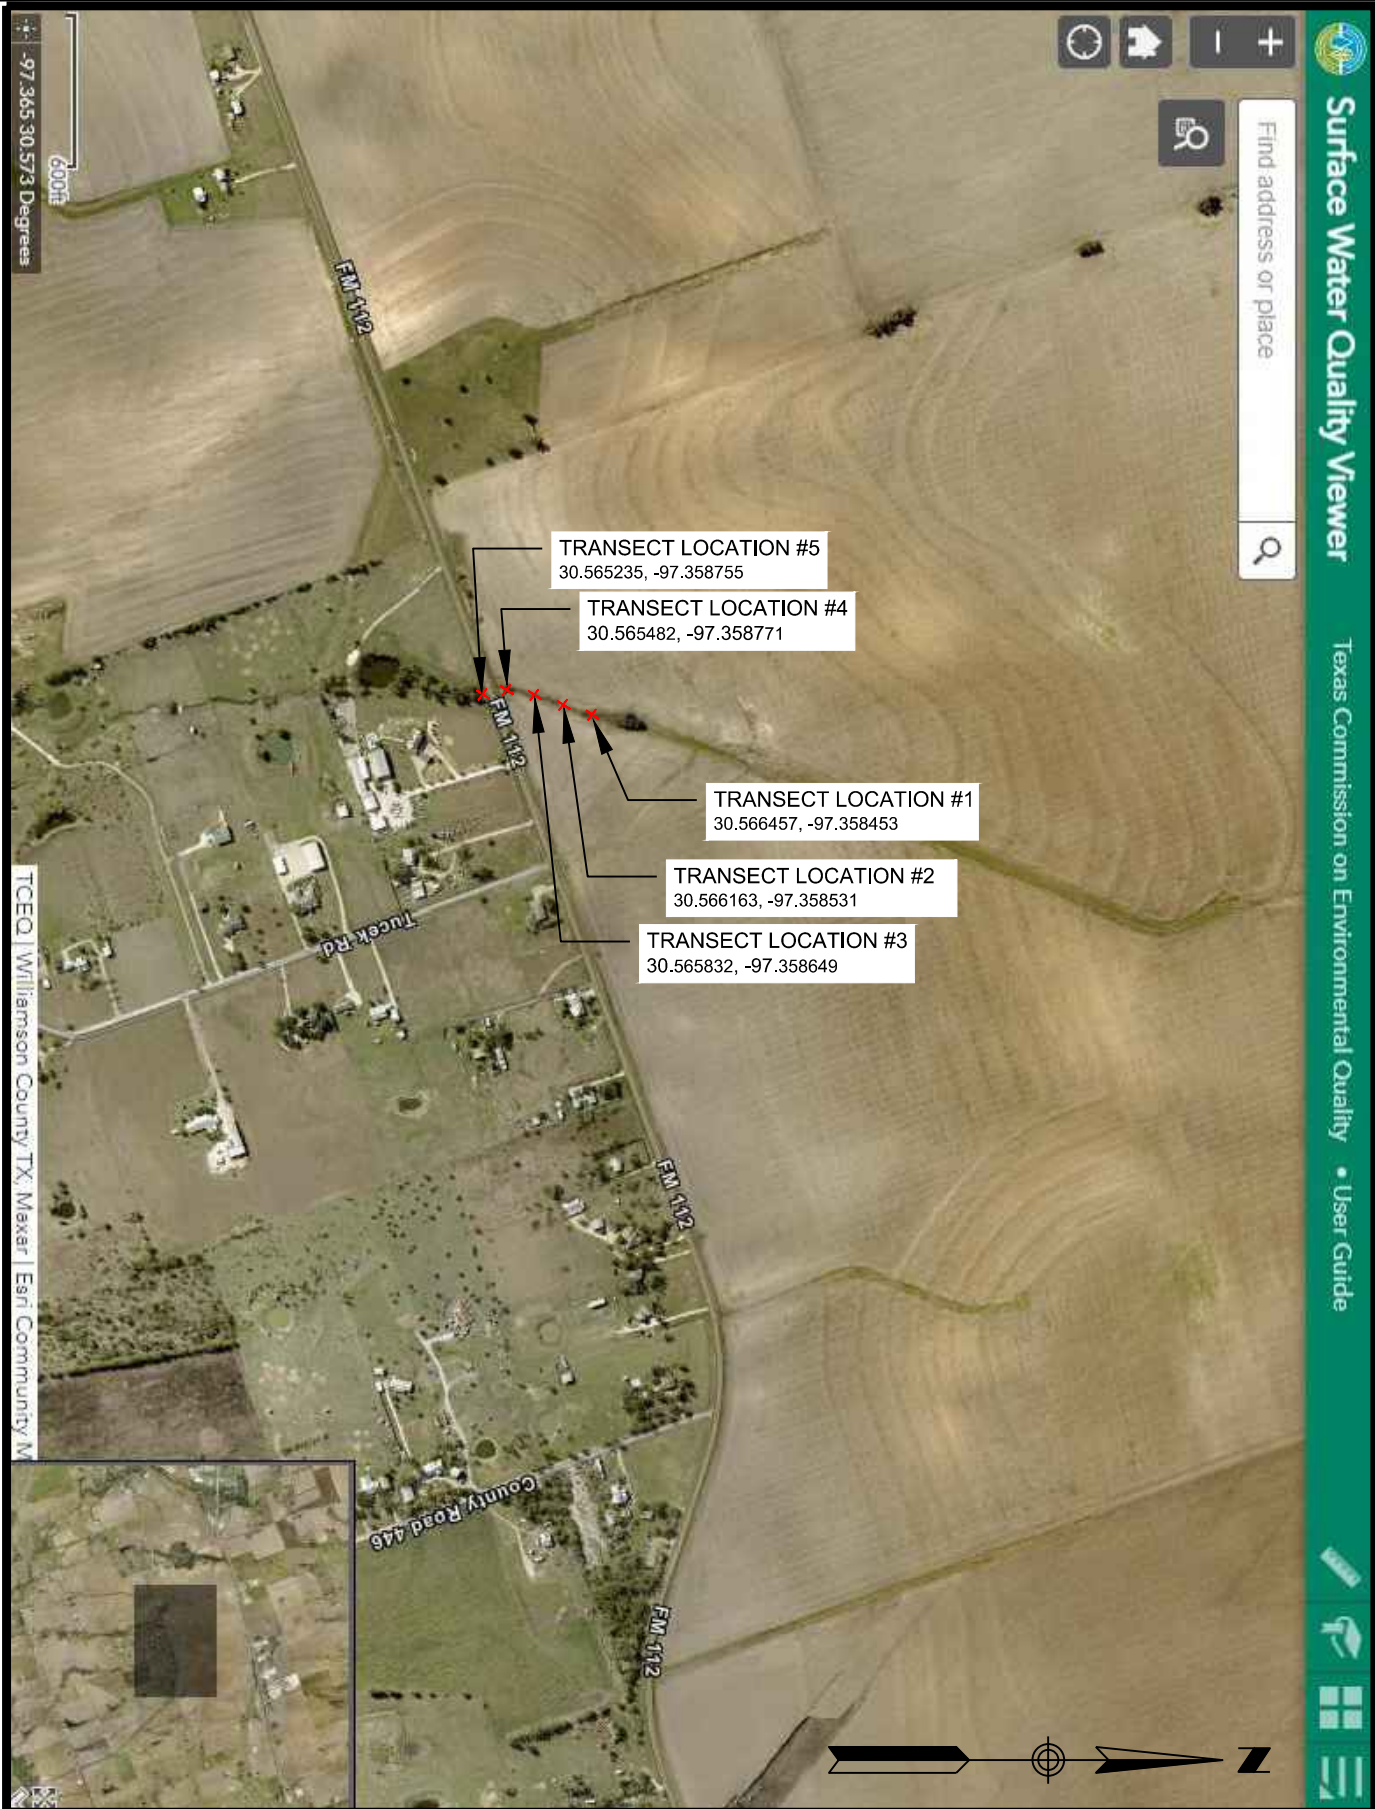 Surface Water Quality Viewer
Texas Commission on Environmental Quality • User Guide
+
−
Find address or place
N
TRANSECT LOCATION #5
30.565235, -97.358755
TRANSECT LOCATION #4
30.565482, -97.358771
TRANSECT LOCATION #1
30.566457, -97.358453
TRANSECT LOCATION #2
30.566163, -97.358531
TRANSECT LOCATION #3
30.565832, -97.358649
FM 112
FM 112
FM 112
FM 112
Tucek Rd
County Road 446
600ft
-97.365 30.573 Degrees
TCEQ | Williamson County TX, Maxar | Esri Community M